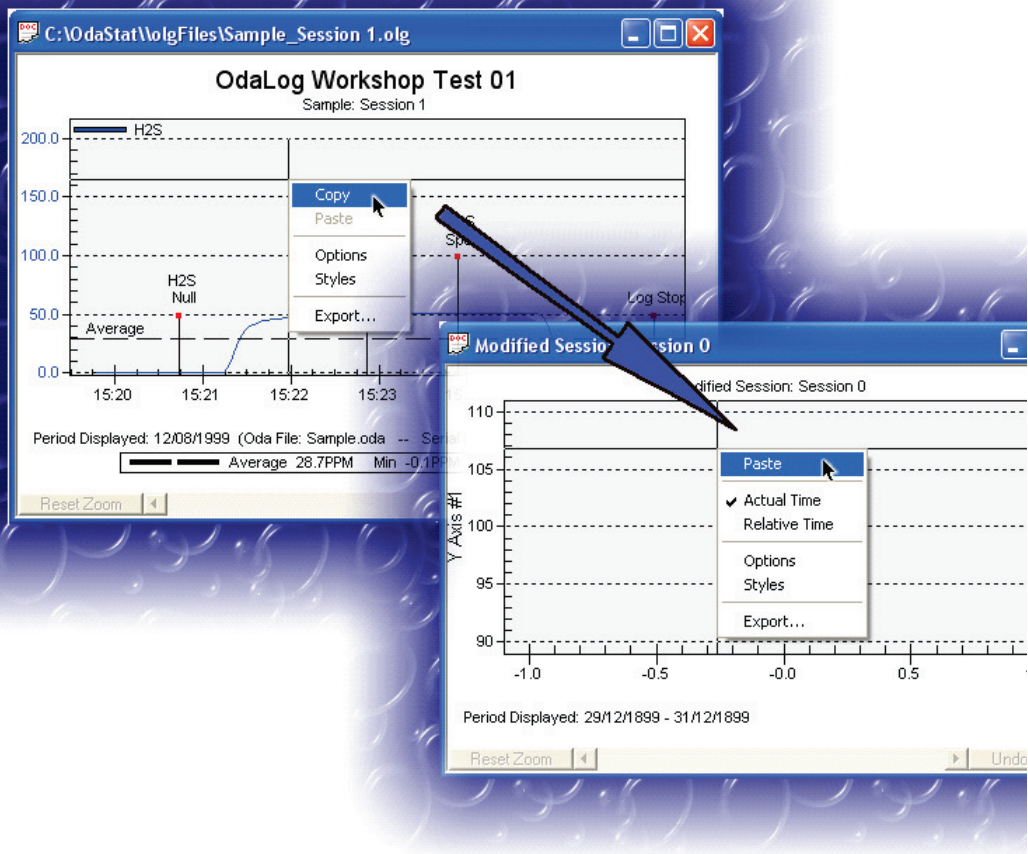 C:\OdaStat\\olgFiles\Sample_Session 1.olg
OdaLog Workshop Test 01
Sample: Session 1
H2S
200.0
150.0
100.0
50.0
0.0
Copy
Paste
Options
Styles
Export...
H2S
Null
Average
Log Stop
15:20
15:21
15:22
15:23
Period Displayed: 12/08/1999 (Oda File: Sample.oda --
Average 28.7PPM Min -0.1PPM
Reset Zoom
Modified Session 0
Session: Session 0
110
105
100
95
90
Y Axis #1
Paste
Actual Time
Relative Time
Options
Styles
Export...
-1.0
-0.5
-0.0
0.5
Period Displayed: 29/12/1899 - 31/12/1899
Reset Zoom
Undo